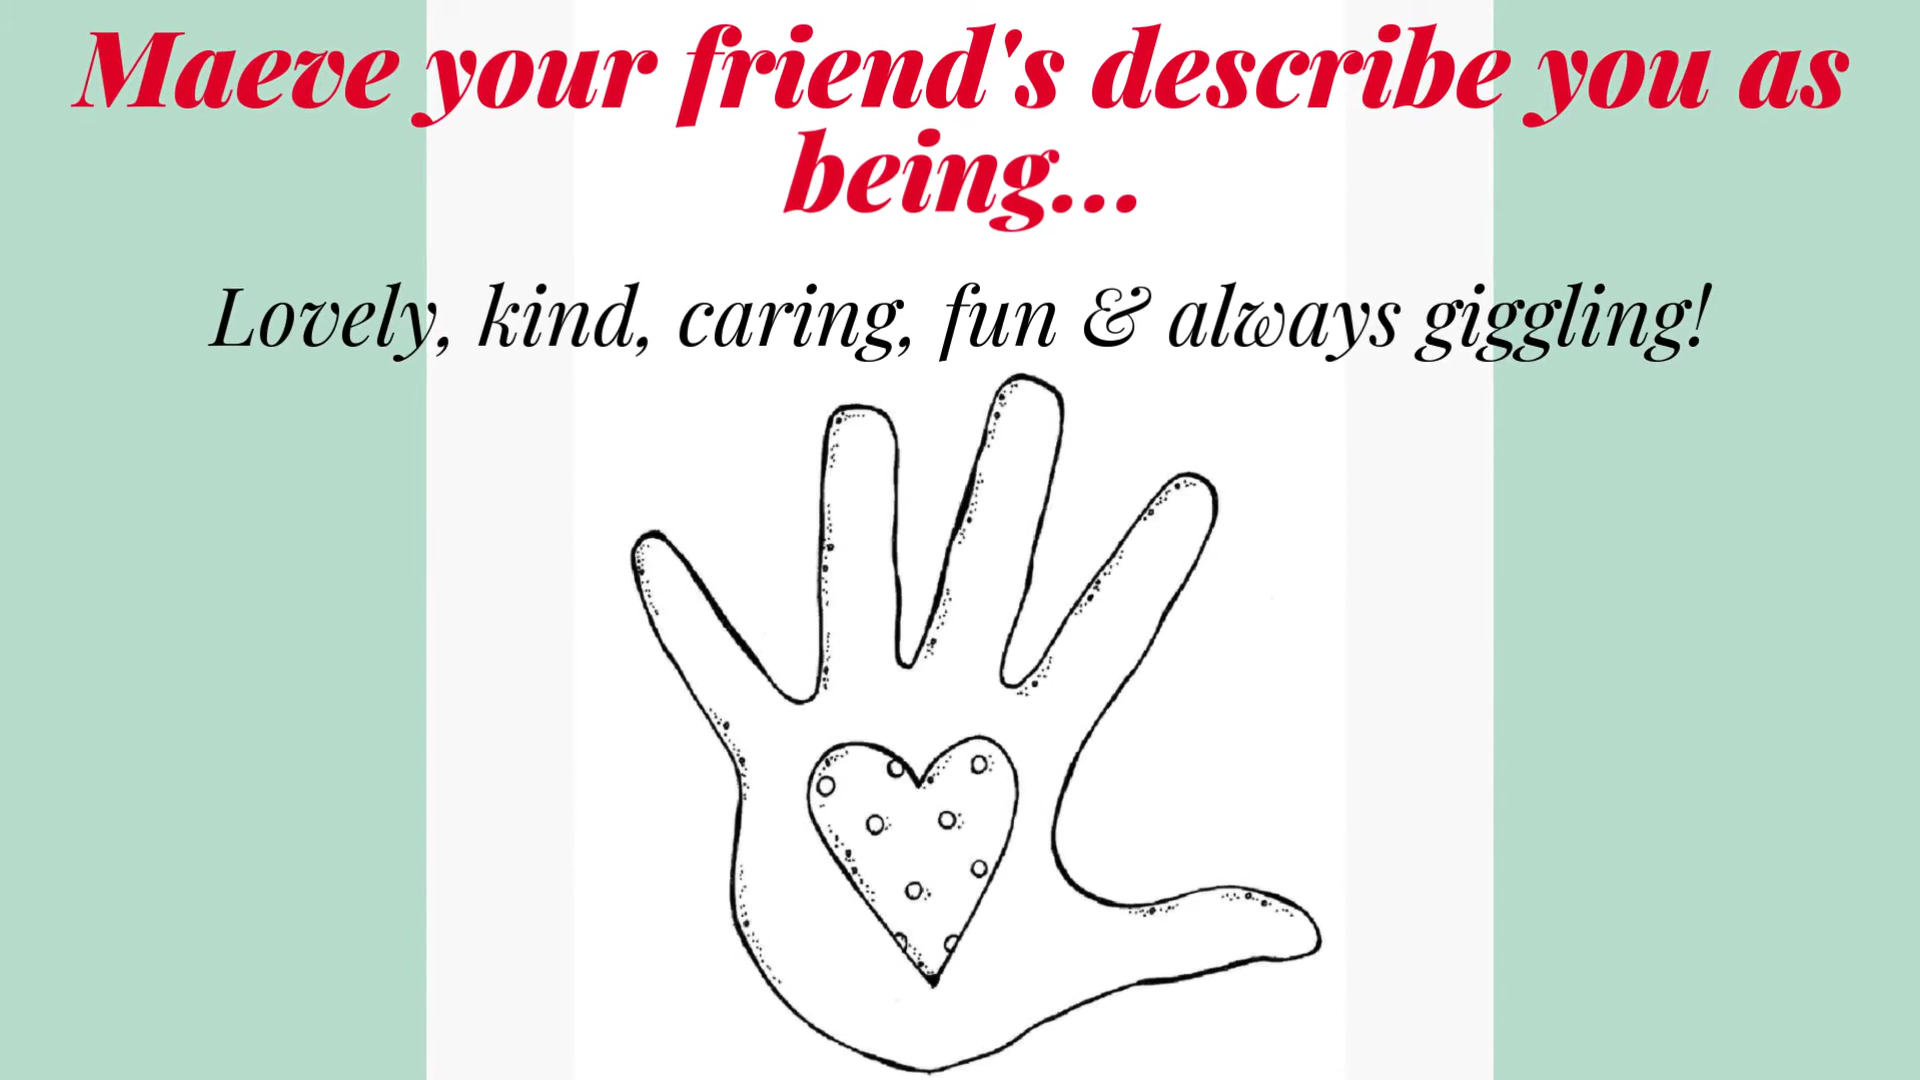 Maeve your friend's describe you as
being...
Lovely, kind, caring, fun & always giggling!